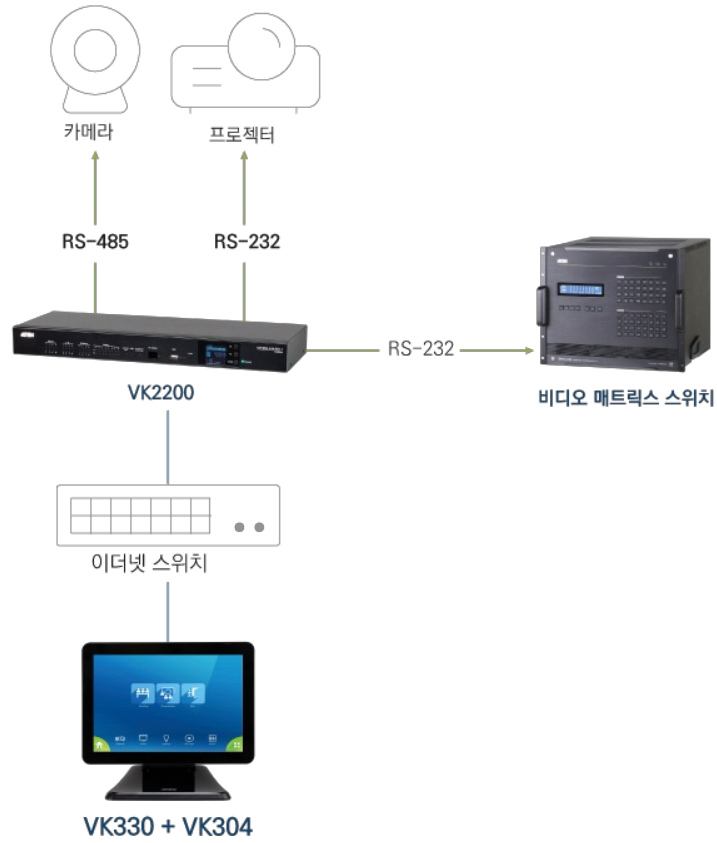 카메라
프로젝터
RS-485
RS-232
RS-232
VK2200
비디오 매트릭스 스위치
이더넷 스위치
VK330 + VK304